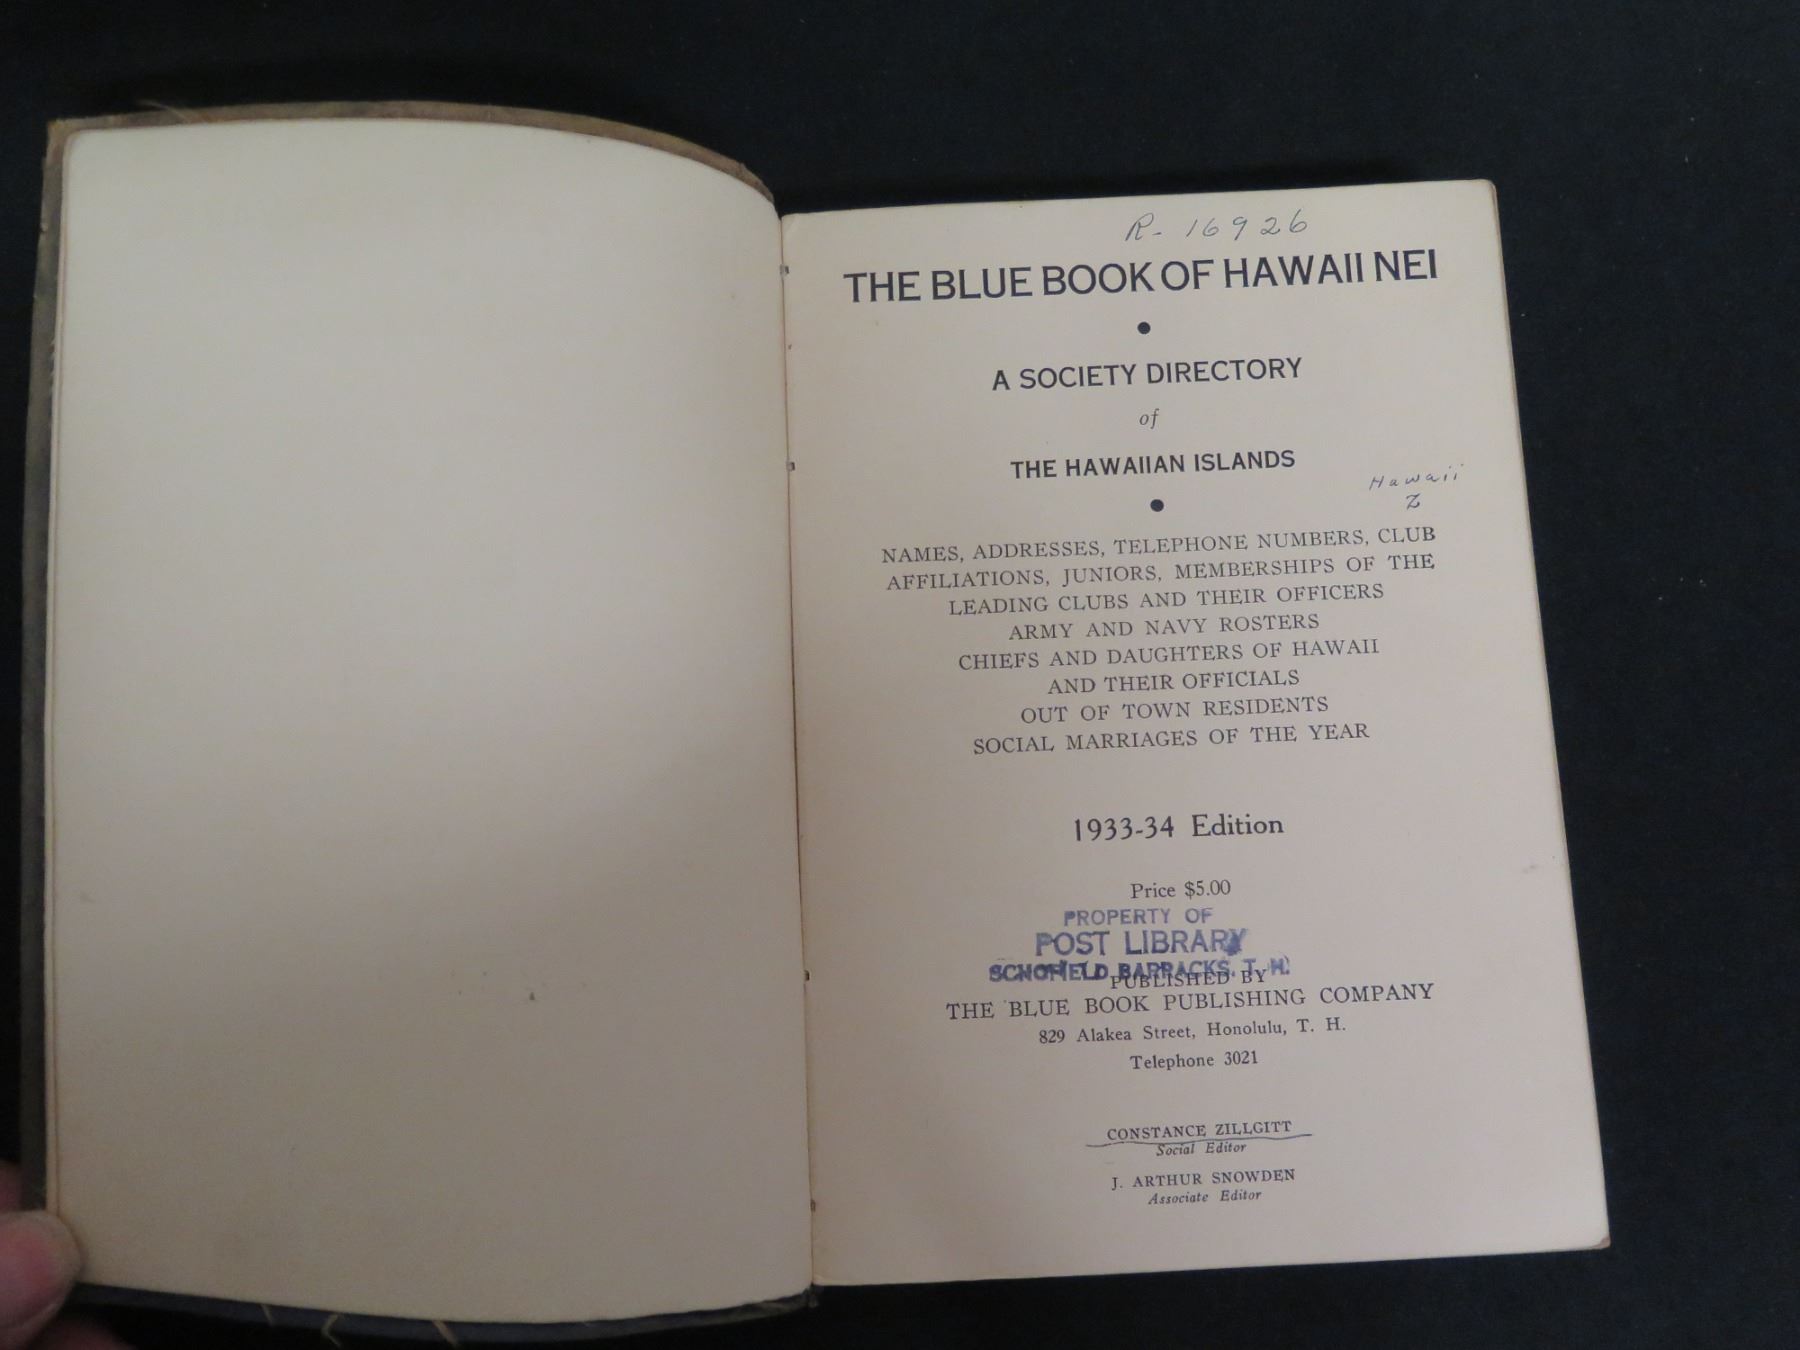 R- 16926
THE BLUE BOOK OF HAWAII NEI
•
A SOCIETY DIRECTORY
of
THE HAWAIIAN ISLANDS
Hawaii
Z
•
NAMES, ADDRESSES, TELEPHONE NUMBERS, CLUB
AFFILIATIONS, JUNIORS, MEMBERSHIPS OF THE
LEADING CLUBS AND THEIR OFFICERS
ARMY AND NAVY ROSTERS
CHIEFS AND DAUGHTERS OF HAWAII
AND THEIR OFFICIALS
OUT OF TOWN RESIDENTS
SOCIAL MARRIAGES OF THE YEAR
1933-34 Edition
Price $5.00
PROPERTY OF
POST LIBRARY
SCHOFIELD BARRACKS, T. H.
PUBLISHED BY
THE BLUE BOOK PUBLISHING COMPANY
829 Alakea Street, Honolulu, T. H.
Telephone 3021
CONSTANCE ZILLGITT
Social Editor
J. ARTHUR SNOWDEN
Associate Editor